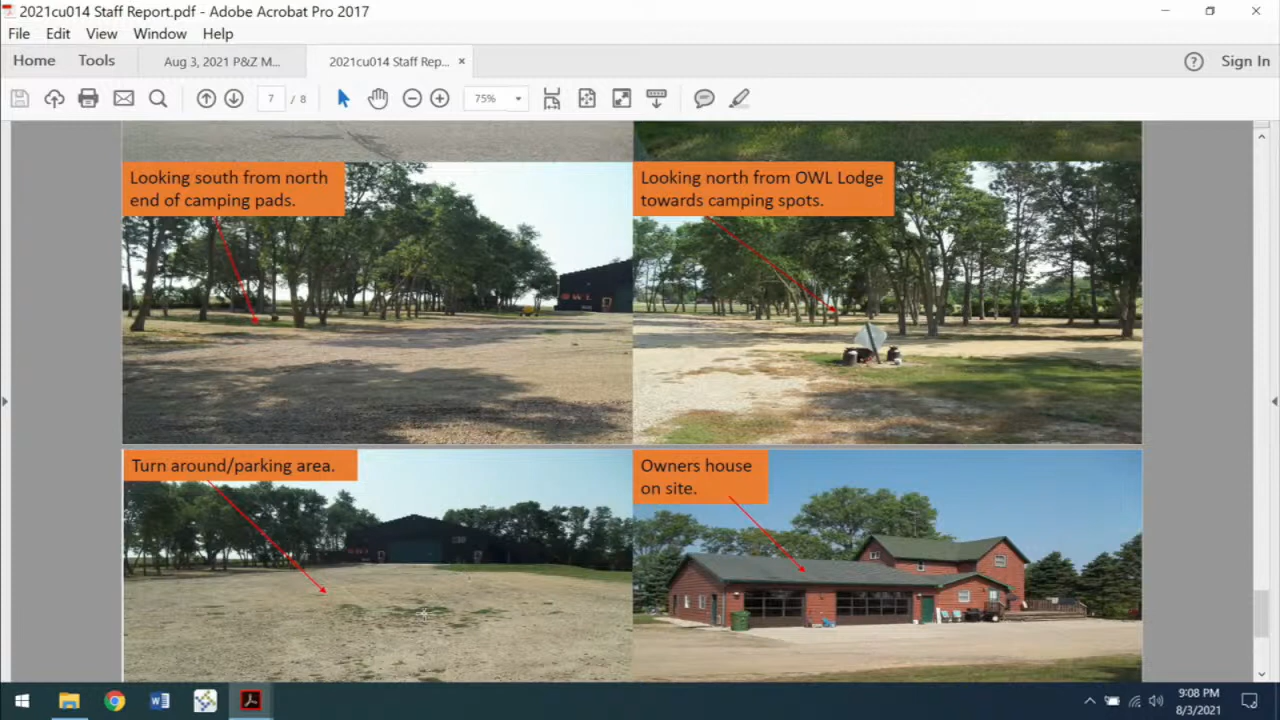 2021cu014 Staff Report.pdf - Adobe Acrobat Pro 2017
File Edit View Window Help
Home Tools Aug 3, 2021 P&Z M... 2021cu014 Staff Rep... × Sign In
7 / 8 75%
Looking south from north
end of camping pads.
Looking north from OWL Lodge
towards camping spots.
OWL
Turn around/parking area.
Owners house
on site.
9:08 PM
8/3/2021